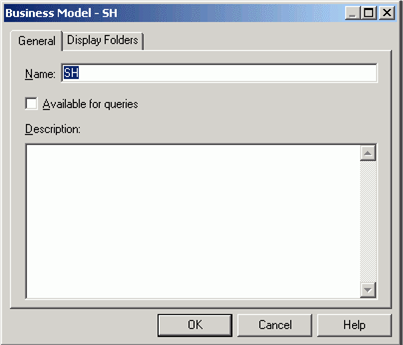 Business Model - SH
General
Display Folders
Name: SH
Available for queries
Description:
OK
Cancel
Help